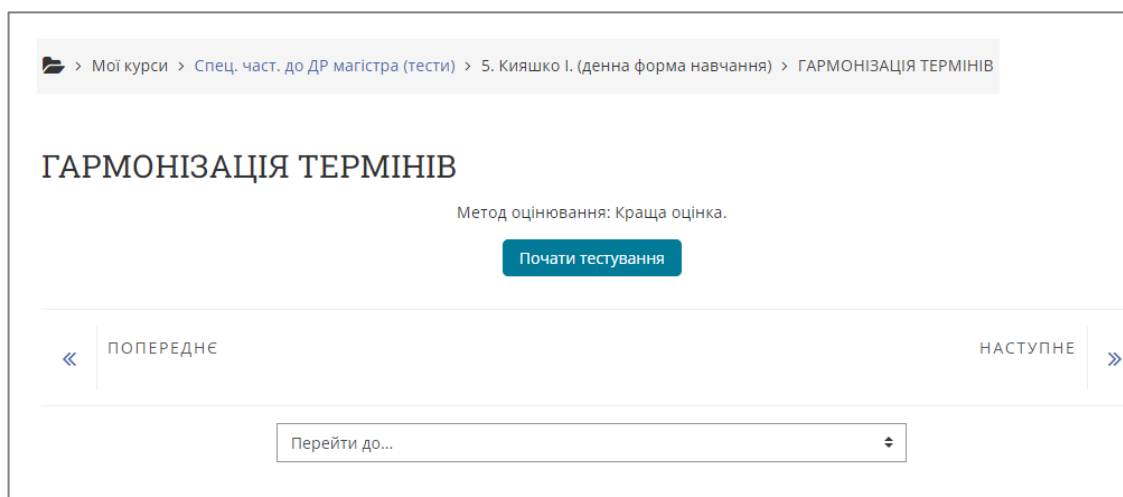 > Мої курси > Спец. част. до ДР магістра (тести) > 5. Кияшко І. (денна форма навчання) > ГАРМОНІЗАЦІЯ ТЕРМІНІВ
ГАРМОНІЗАЦІЯ ТЕРМІНІВ
Метод оцінювання: Краща оцінка.
Почати тестування
« ПОПЕРЕДНЄ НАСТУПНЕ »
Перейти до...